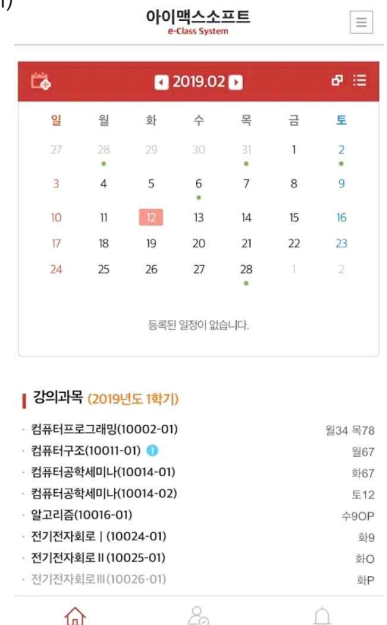 아이맥스소프트
e-Class System
2019.02
일 월 화 수 목 금 토
27 28 29 30 31 1 2
3 4 5 6 7 8 9
10 11 12 13 14 15 16
17 18 19 20 21 22 23
24 25 26 27 28 1 2
등록된 일정이 없습니다.
강의과목 (2019년도 1학기)
· 컴퓨터프로그래밍(10002-01) 월34 목78
· 컴퓨터구조(10011-01) 1 월67
· 컴퓨터공학세미나(10014-01) 화67
· 컴퓨터공학세미나(10014-02) 토12
· 알고리즘(10016-01) 수9OP
· 전기전자회로 | (10024-01) 화9
· 전기전자회로 II (10025-01) 화O
· 전기전자회로 III (10026-01) 화P